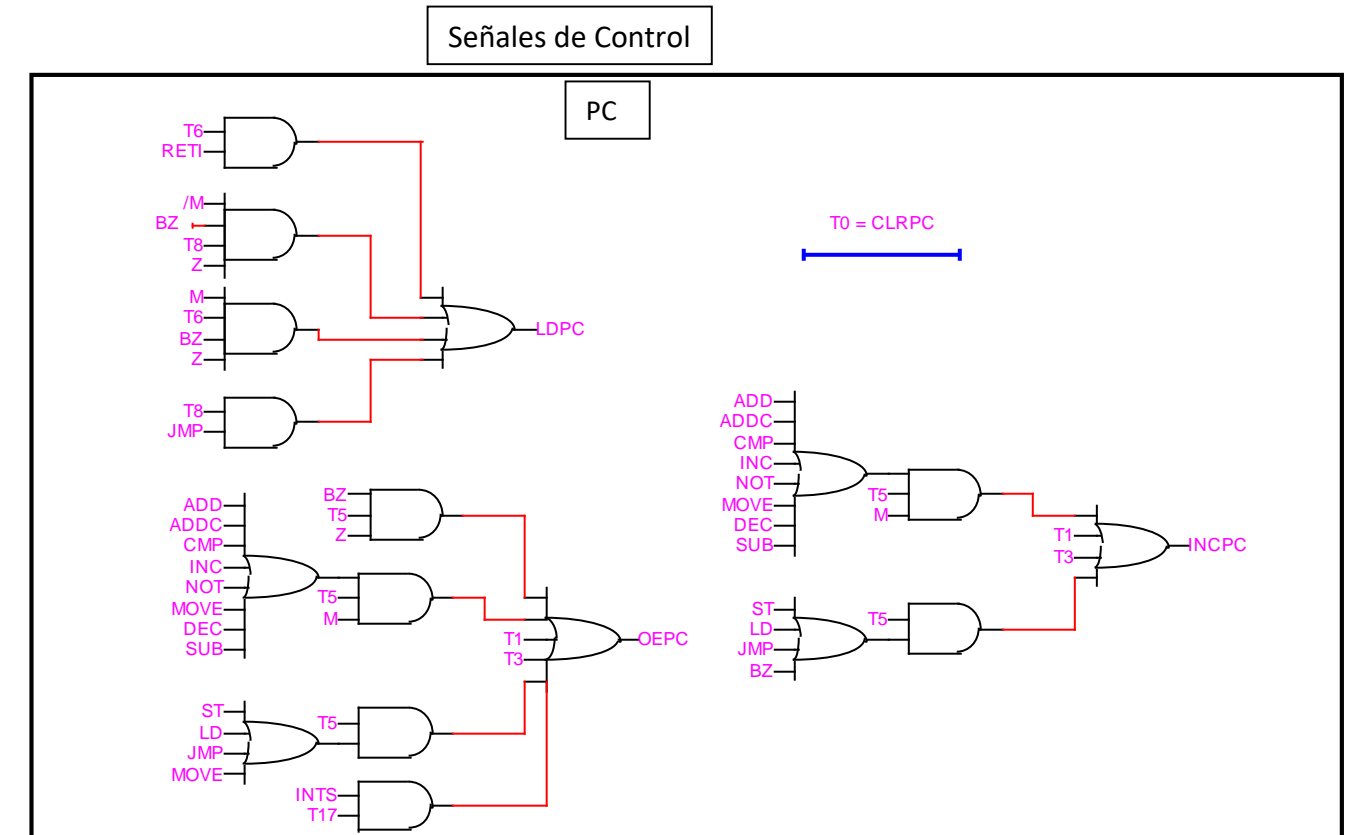 Señales de Control
PC
T6
RETI
/M
BZ
T8
Z
M
T6
BZ
Z
T8
JMP
LDPC
T0 = CLRPC
ADD
ADDC
CMP
INC
NOT
MOVE
DEC
SUB
BZ
T5
Z
T5
M
T1
T3
OEPC
ST
LD
JMP
MOVE
T5
INTS
T17
ADD
ADDC
CMP
INC
NOT
MOVE
DEC
SUB
T5
M
T1
T3
INCPC
ST
LD
JMP
BZ
T5